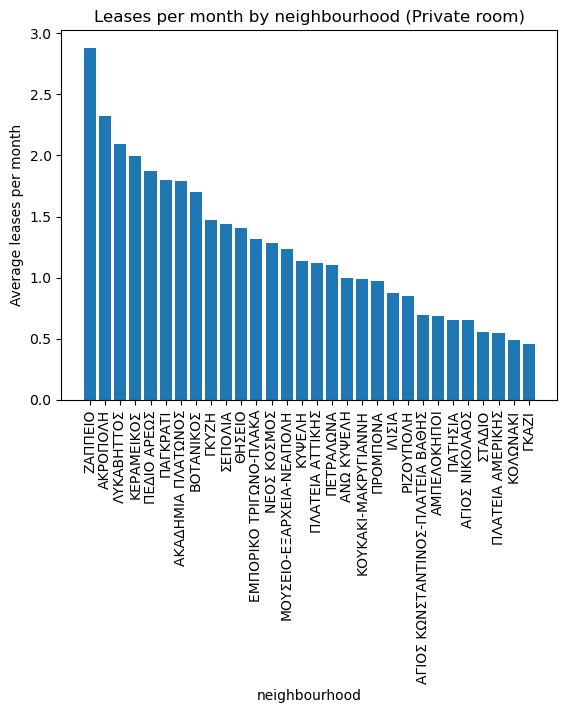 Leases per month by neighbourhood (Private room)
3.0
2.5
2.0
1.5
1.0
0.5
0.0
Average leases per month
ΖΑΠΠΕΙΟ
ΑΚΡΟΠΟΛΗ
ΛΥΚΑΒΗΤΤΟΣ
ΚΕΡΑΜΕΙΚΟΣ
ΠΕΔΙΟ ΑΡΕΩΣ
ΠΑΓΚΡΑΤΙ
ΑΚΑΔΗΜΙΑ ΠΛΑΤΩΝΟΣ
ΒΟΤΑΝΙΚΟΣ
ΓΚΥΖΗ
ΣΕΠΟΛΙΑ
ΘΗΣΕΙΟ
ΕΜΠΟΡΙΚΟ ΤΡΙΓΩΝΟ-ΠΛΑΚΑ
ΝΕΟΣ ΚΟΣΜΟΣ
ΜΟΥΣΕΙΟ-ΕΞΑΡΧΕΙΑ-ΝΕΑΠΟΛΗ
ΚΥΨΕΛΗ
ΠΛΑΤΕΙΑ ΑΤΤΙΚΗΣ
ΠΕΤΡΑΛΩΝΑ
ΑΝΩ ΚΥΨΕΛΗ
ΚΟΥΚΑΚΙ-ΜΑΚΡΥΓΙΑΝΝΗ
ΠΡΟΜΠΟΝΑ
ΙΛΙΣΙΑ
ΡΙΖΟΥΠΟΛΗ
ΑΓΙΟΣ ΚΩΝΣΤΑΝΤΙΝΟΣ-ΠΛΑΤΕΙΑ ΒΑΘΗΣ
ΑΜΠΕΛΟΚΗΠΟΙ
ΠΑΤΗΣΙΑ
ΑΓΙΟΣ ΝΙΚΟΛΑΟΣ
ΣΤΑΔΙΟ
ΠΛΑΤΕΙΑ ΑΜΕΡΙΚΗΣ
ΚΟΛΩΝΑΚΙ
ΓΚΑΖΙ
neighbourhood